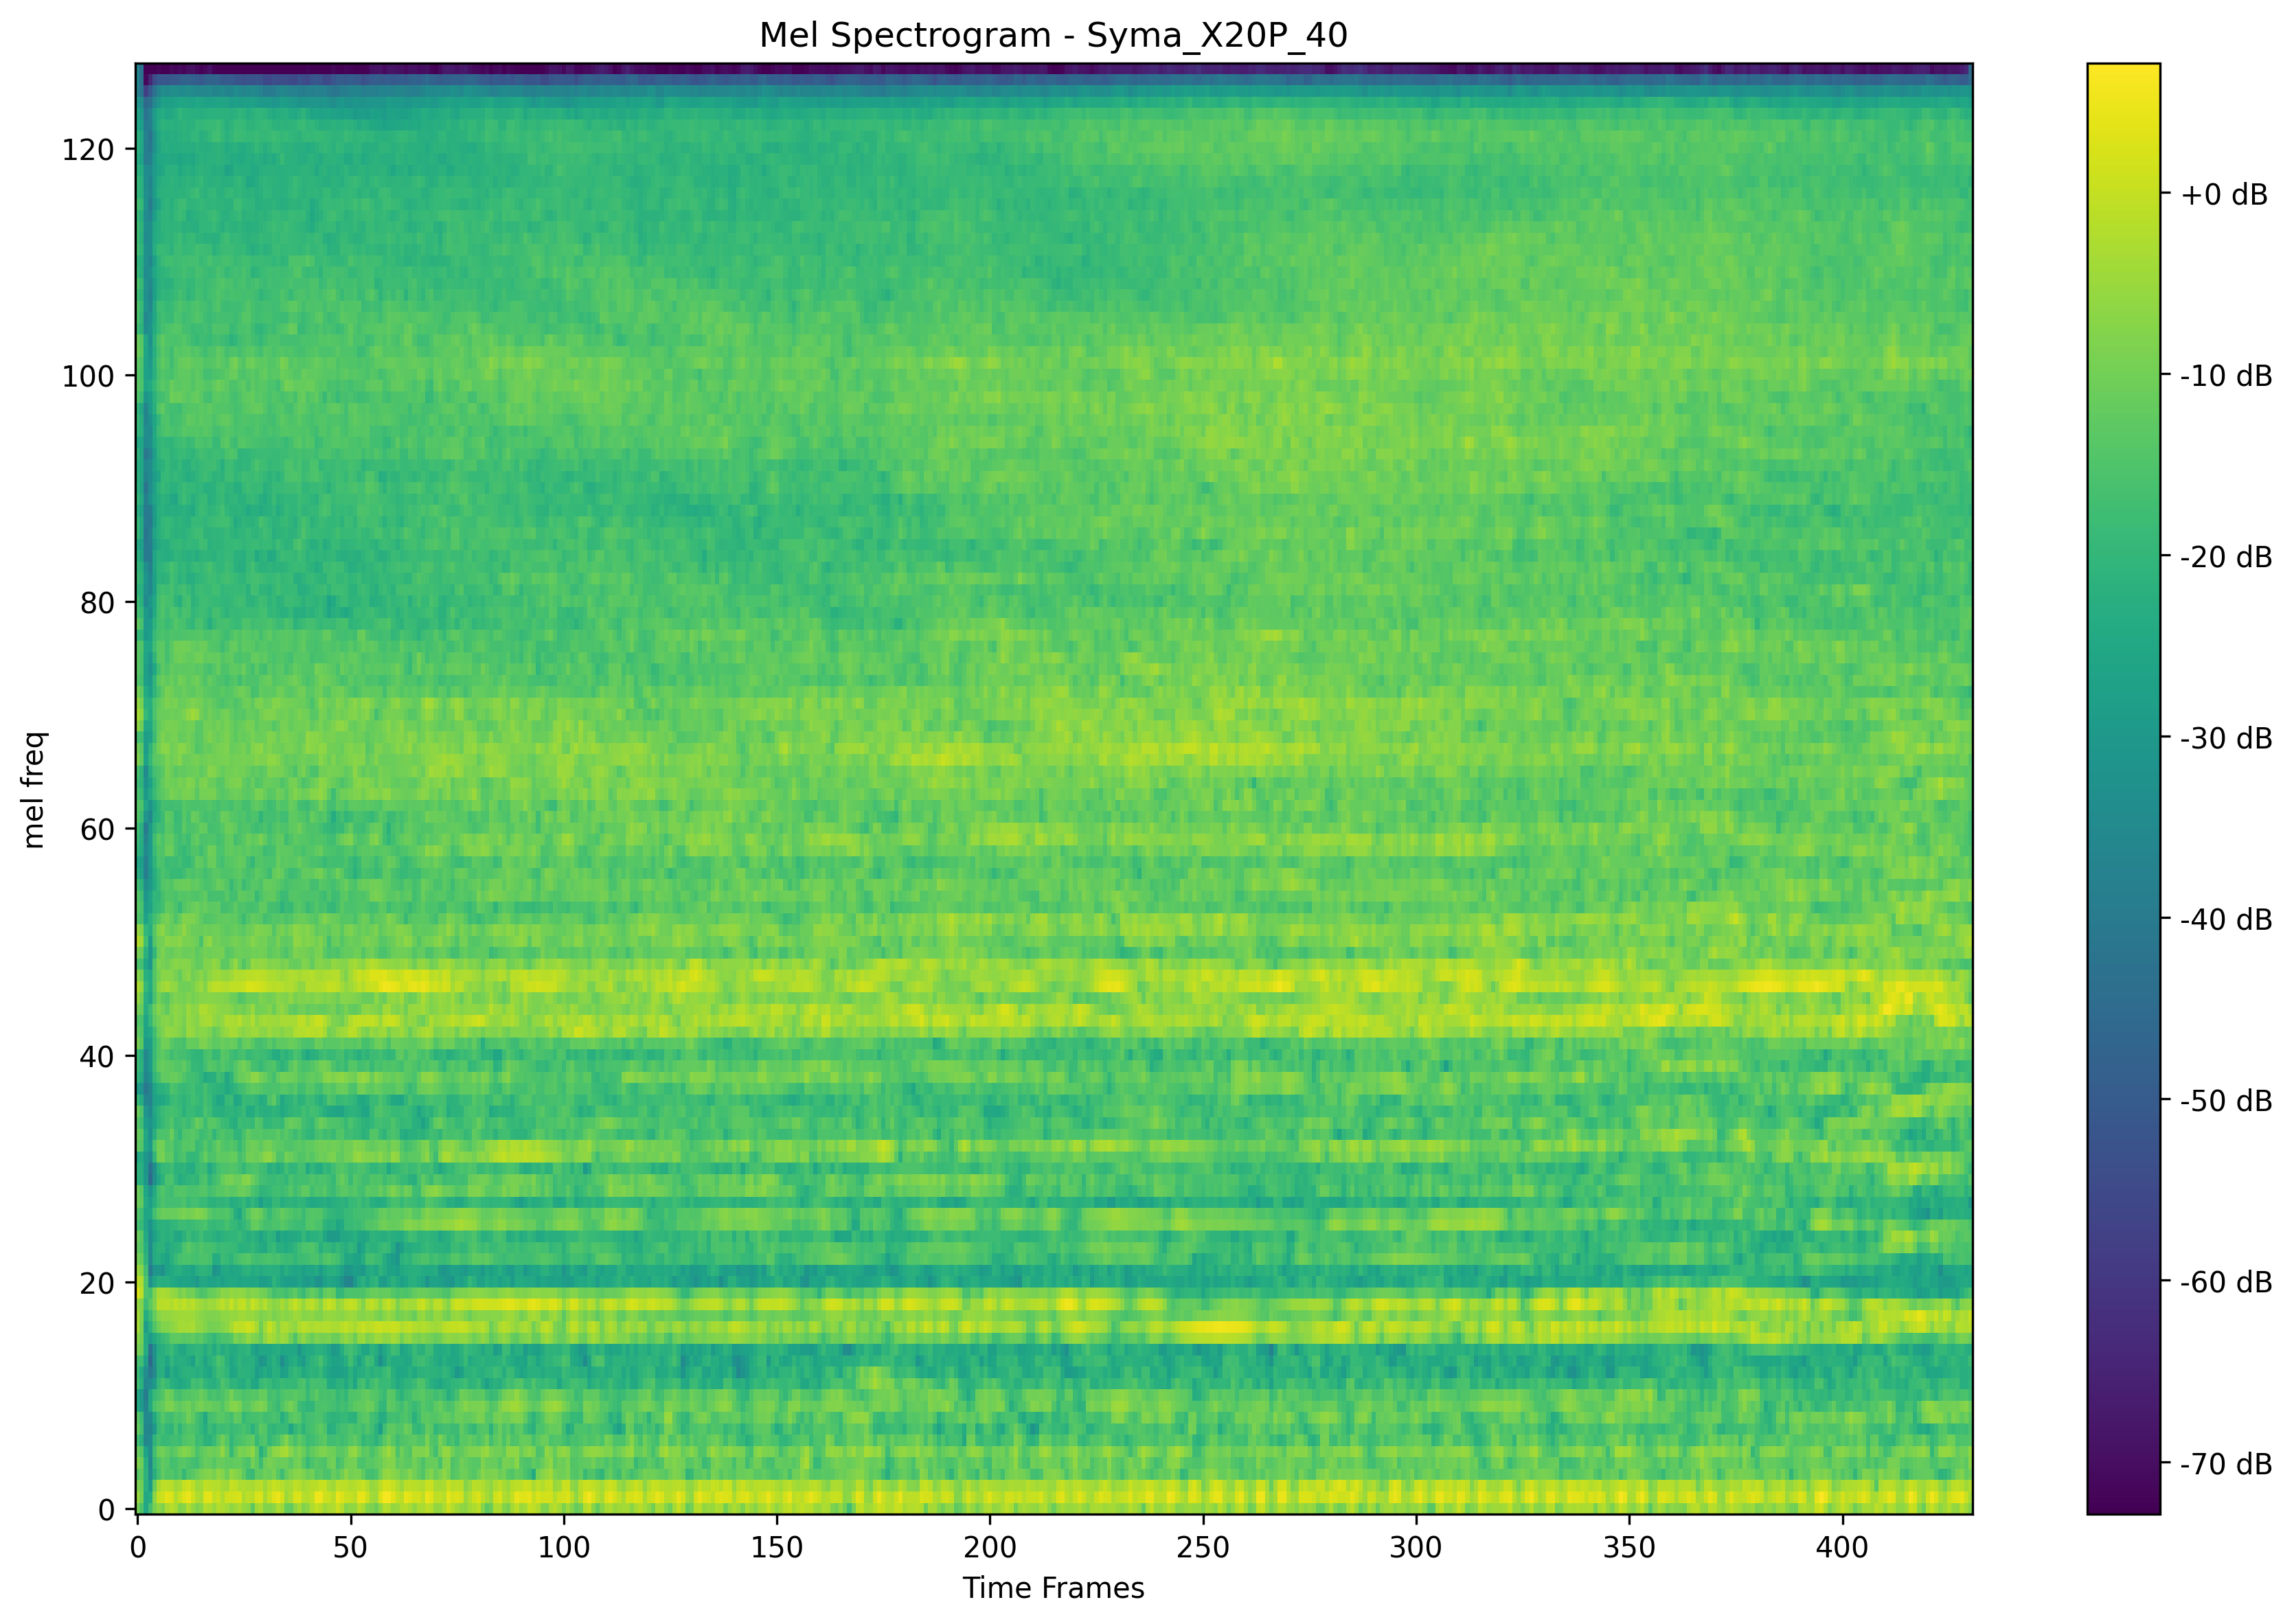 Mel Spectrogram - Syma_X20P_40
120
100
80
60
40
20
0
mel freq
0 50 100 150 200 250 300 350 400
Time Frames
+0 dB
-10 dB
-20 dB
-30 dB
-40 dB
-50 dB
-60 dB
-70 dB